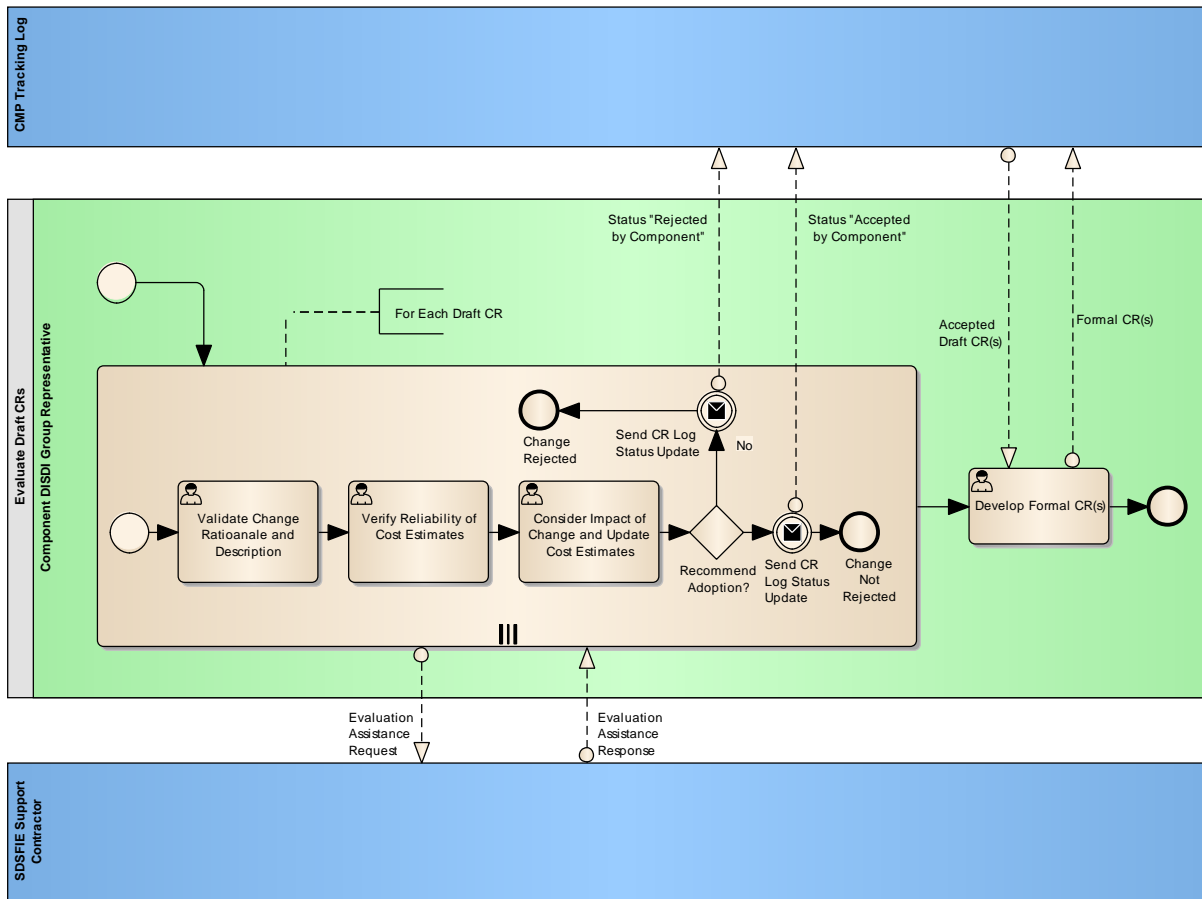 CMP Tracking Log
Evaluate Draft CRs
Component DISDI Group Representative
Status "Rejected
by Component"
Status "Accepted
by Component"
For Each Draft CR
Accepted
Draft CR(s)
Formal CR(s)
Change
Rejected
Send CR Log
Status Update
No
Validate Change
Ratioanale and
Description
Verify Reliability of
Cost Estimates
Consider Impact of
Change and Update
Cost Estimates
Recommend
Adoption?
Send CR
Log Status
Update
Change
Not
Rejected
Develop Formal CR(s)
Evaluation
Assistance
Request
Evaluation
Assistance
Response
SDSFIE Support
Contractor